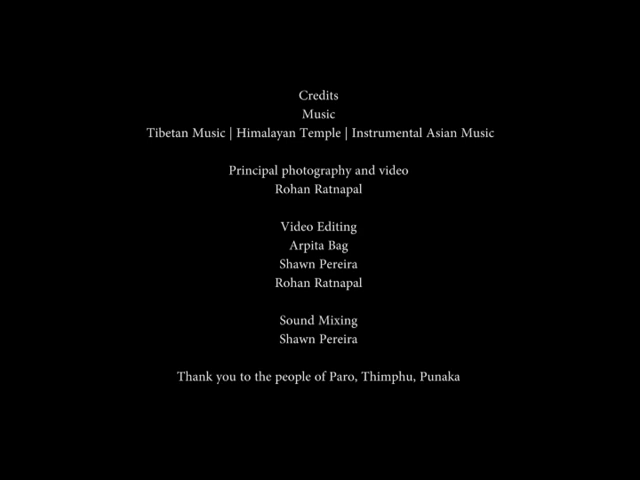 Credits
Music
Tibetan Music | Himalayan Temple | Instrumental Asian Music
Principal photography and video
Rohan Ratnapal
Video Editing
Arpita Bag
Shawn Pereira
Rohan Ratnapal
Sound Mixing
Shawn Pereira
Thank you to the people of Paro, Thimphu, Punaka